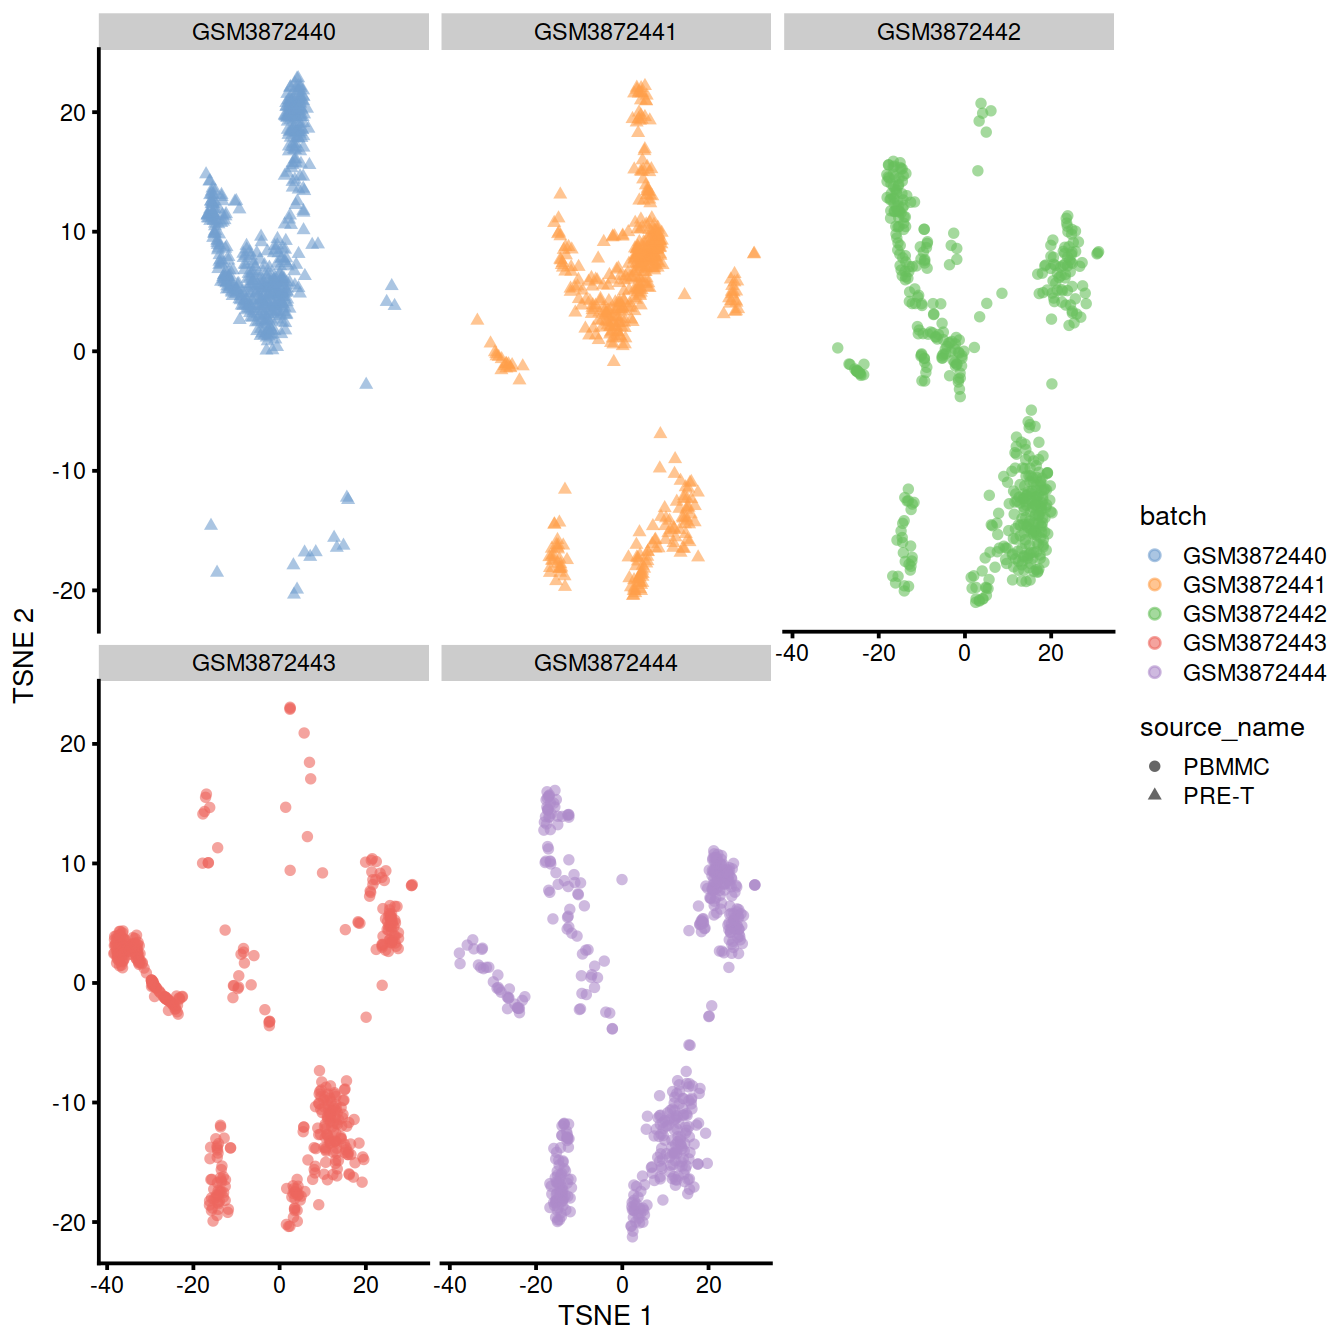 GSM3872440 GSM3872441 GSM3872442
20
10
0
-10
-20
-40 -20 0 20
TSNE 2
GSM3872443 GSM3872444
20
10
0
-10
-20
-40 -20 0 20 -40 -20 0 20
TSNE 1
batch
GSM3872440
GSM3872441
GSM3872442
GSM3872443
GSM3872444
source_name
PBMMC
PRE-T